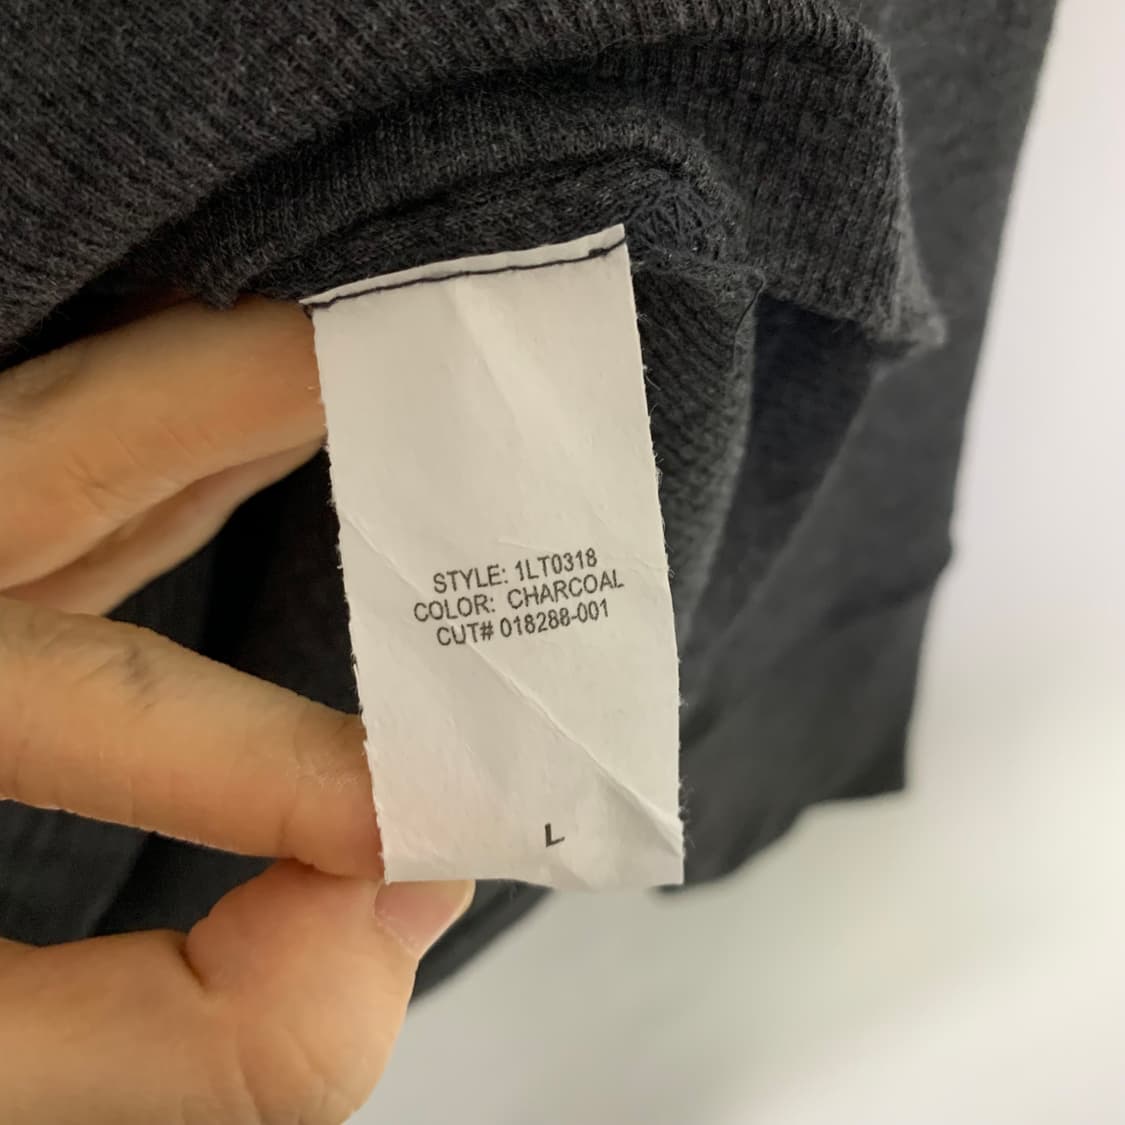 STYLE: 1LT0318
COLOR: CHARCOAL
CUT# 018288-001
L